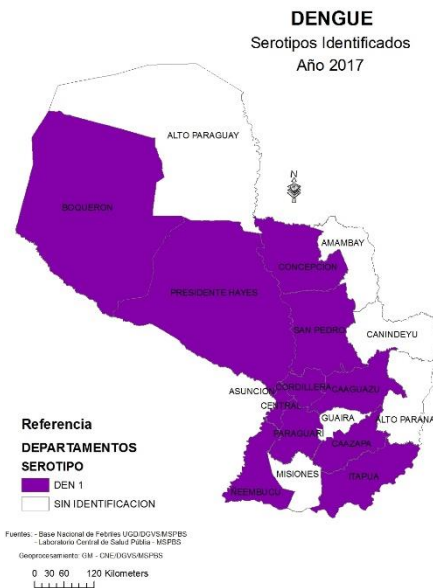 DENGUE
Serotipos Identificados
Año 2017
ALTO PARAGUAY
BOQUERON
N
AMAMBAY
CONCEPCION
PRESIDENTE HAYES
SAN PEDRO
CANINDEYU
ASUNCION
CORDILLERA
CAAGUAZU
CENTRAL
GUAIRA
ALTO PARANA
PARAGUARI
CAAZAPA
MISIONES
ITAPUA
ÑEEMBUCU
Referencia
DEPARTAMENTOS
SEROTIPO
DEN 1
SIN IDENTIFICACION
Fuentes: - Base Nacional de Febriles UGD/DGVS/MSPBS
- Laboratorio Central de Salud Públia - MSPBS
Geoprocesamiento: GM - CNE/DGVS/MSPBS
0 30 60 120 Kilometers